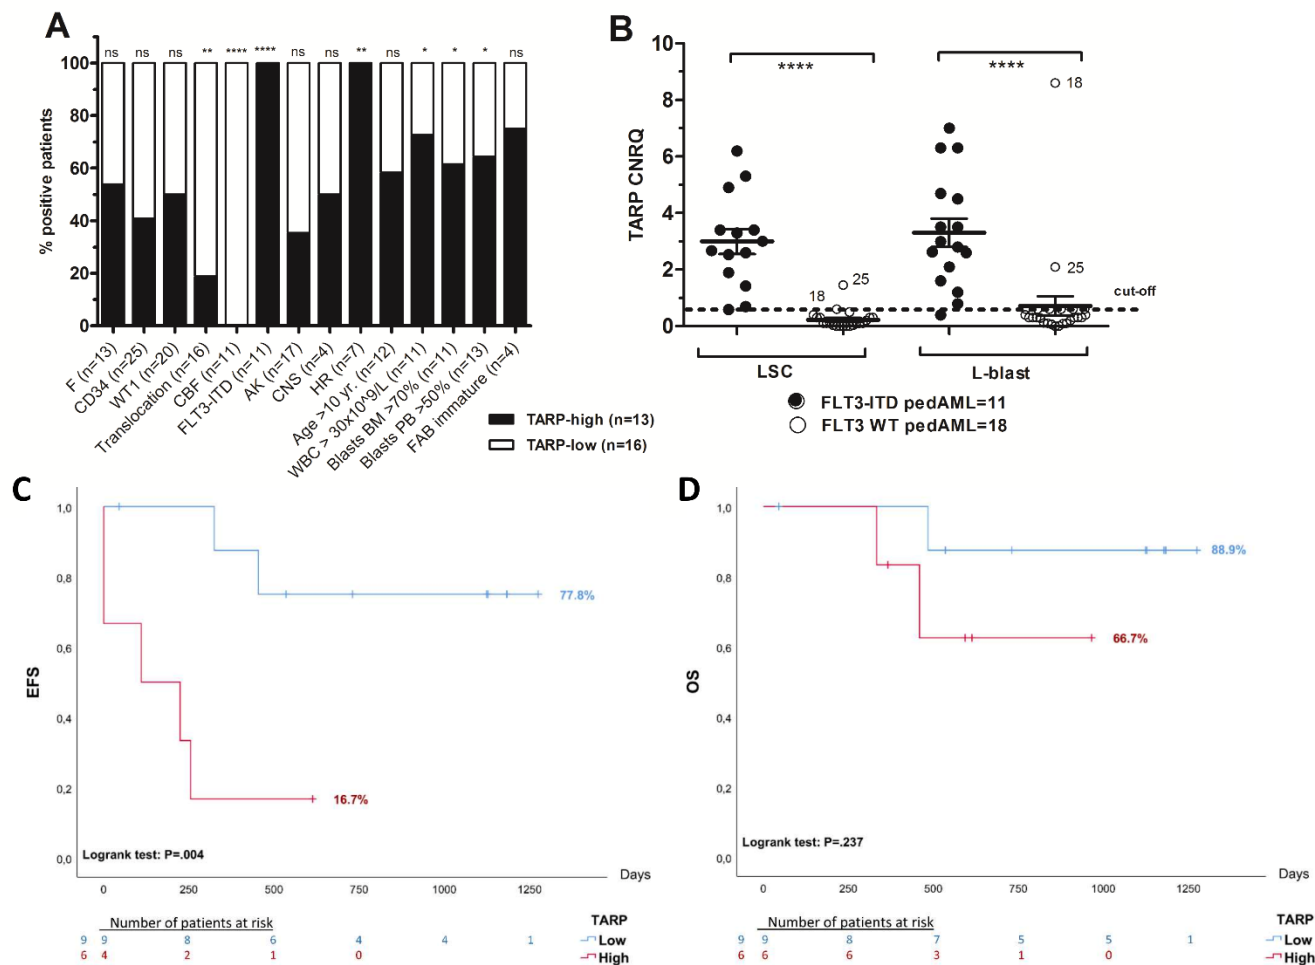 A
ns ns ns ** **** **** ns ns ** ns * * * ns
% positive patients
100
80
60
40
20
0
F (n=13)
CD34 (n=25)
WT1 (n=20)
Translocation (n=16)
CBF (n=11)
FLT3-ITD (n=11)
AK (n=17)
CNS (n=4)
HR (n=7)
Age >10 yr. (n=12)
WBC > 30x10^9/L (n=11)
Blasts BM >70% (n=11)
Blasts PB >50% (n=13)
FAB immature (n=4)
TARP-high (n=13)
TARP-low (n=16)
B
TARP CNRQ
10
8
6
4
2
0
**** ****
18
25
18
25
cut-off
LSC L-blast
FLT3-ITD pedAML=11
FLT3 WT pedAML=18
C
EFS
1,0
0,8
0,6
0,4
0,2
0,0
77.8%
16.7%
Logrank test: P=.004
0 250 500 750 1000 1250 Days
Number of patients at risk
TARP
9 9 8 6 4 4 1 Low
6 4 2 1 0 High
D
OS
1,0
0,8
0,6
0,4
0,2
0,0
88.9%
66.7%
Logrank test: P=.237
0 250 500 750 1000 1250 Days
Number of patients at risk
TARP
9 9 8 7 5 5 1 Low
6 6 6 3 1 0 High